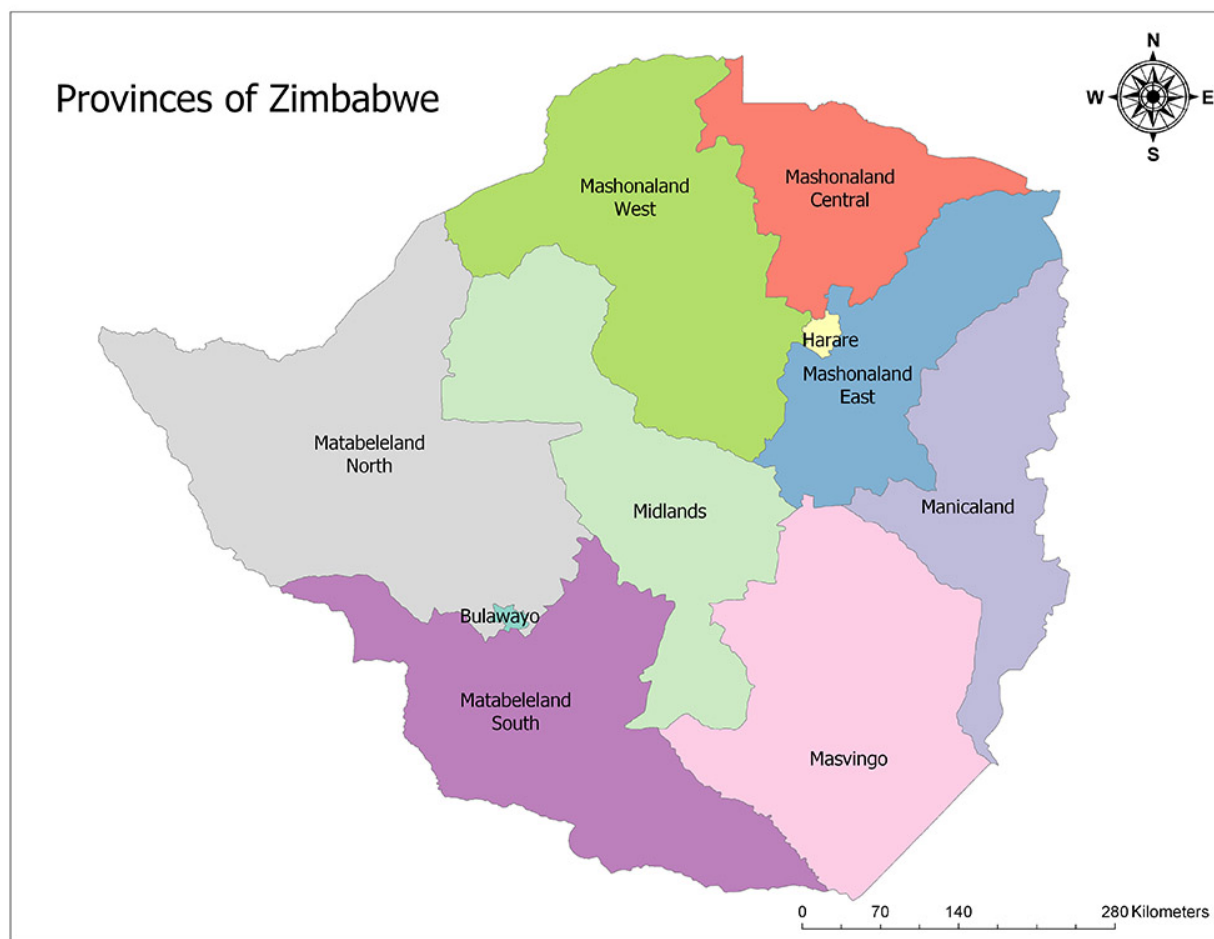 Provinces of Zimbabwe
N
W
E
S
Mashonaland
West
Mashonaland
Central
Harare
Mashonaland
East
Matabeleland
North
Midlands
Manicaland
Bulawayo
Matabeleland
South
Masvingo
0 70 140 280 Kilometers